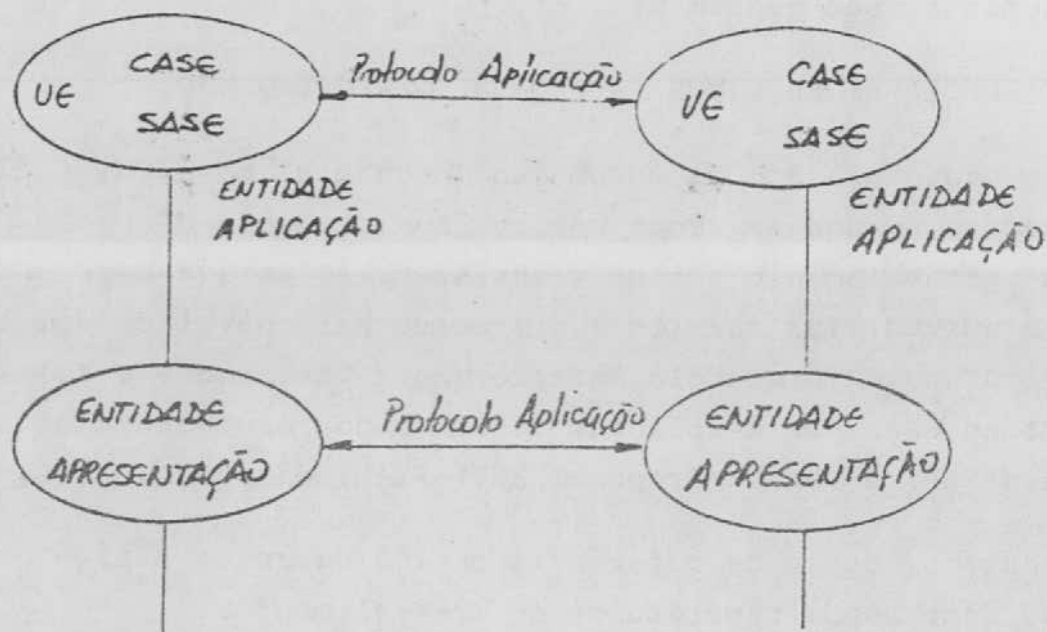 CASE
UE
SASE
Protocolo Aplicação
CASE
UE
SASE
ENTIDADE
APLICAÇÃO
ENTIDADE
APLICAÇÃO
ENTIDADE
APRESENTAÇÃO
Protocolo Aplicação
ENTIDADE
APRESENTAÇÃO